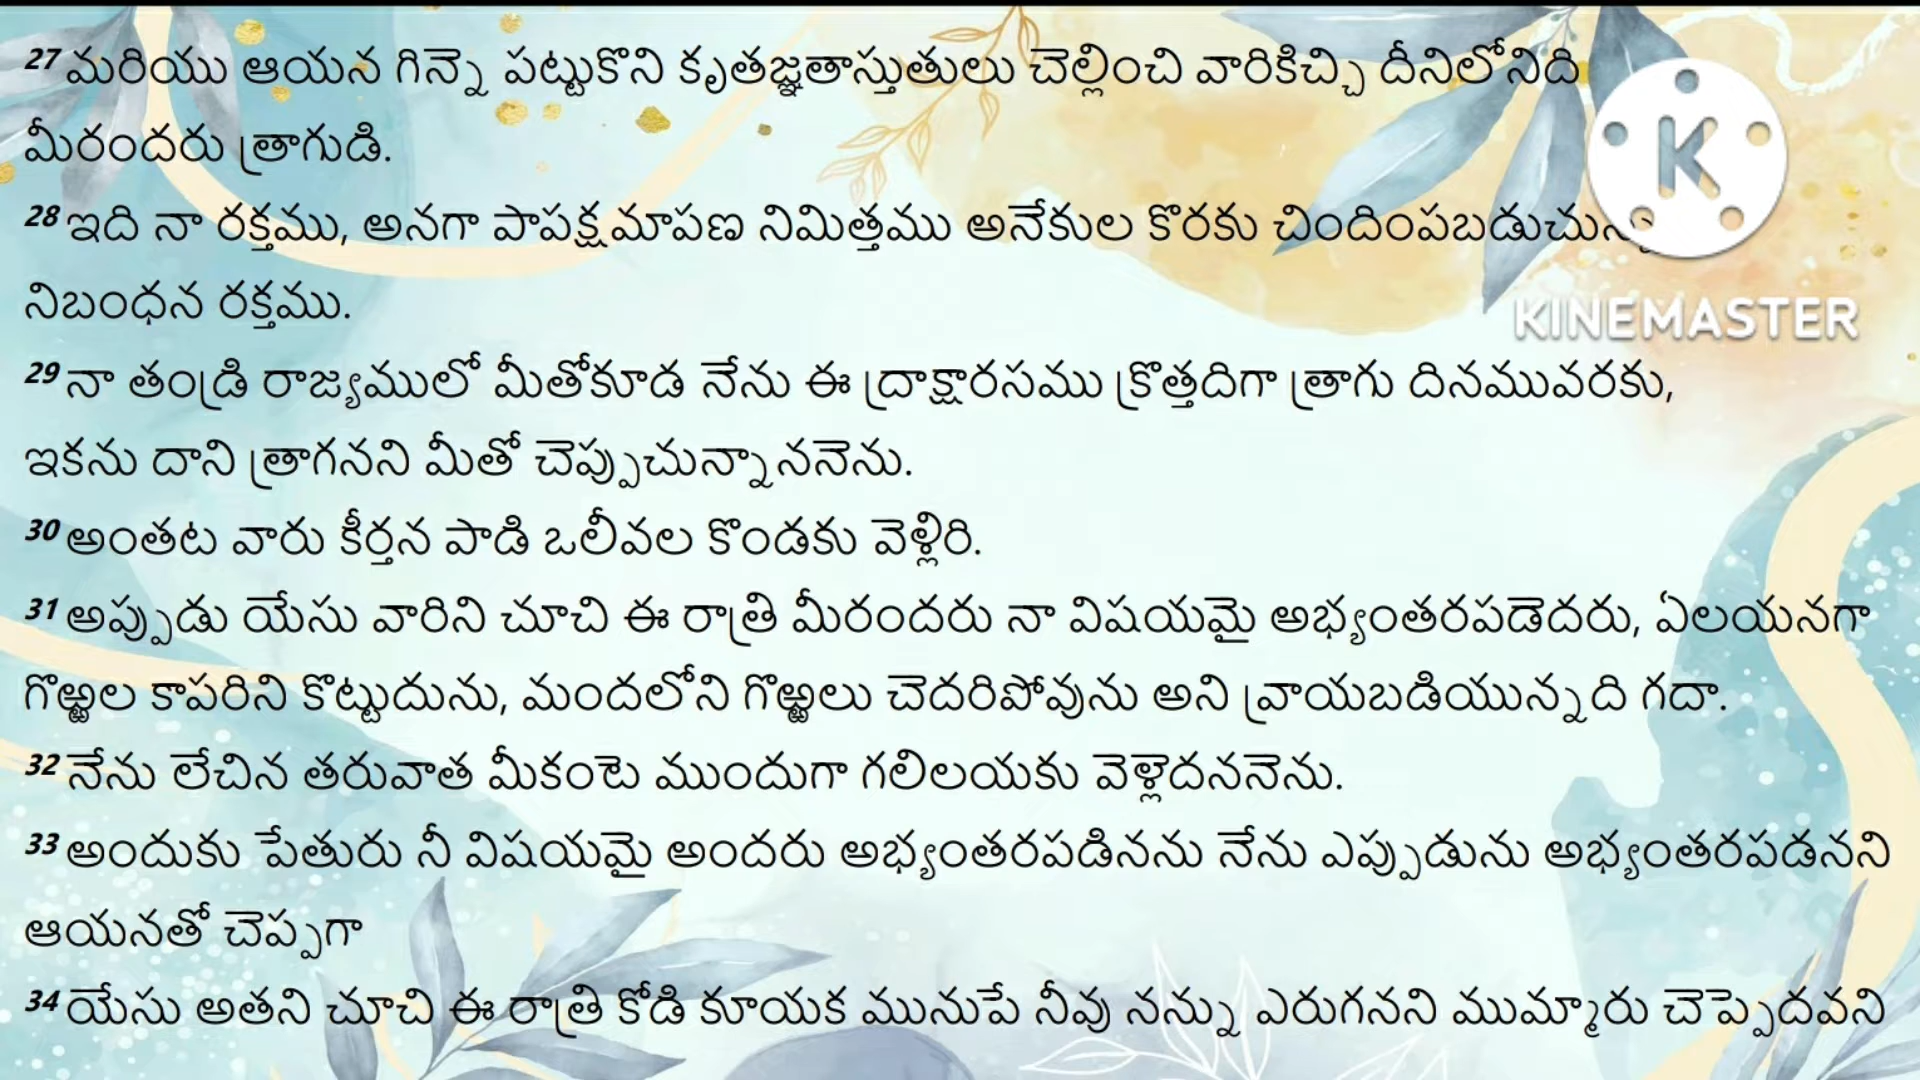 27 మరియు ఆయన గిన్నె పట్టుకొని కృతజ్ఞతాస్తుతులు చెల్లించి వారికిచ్చి దీనిలోనిది
మీరందరు త్రాగుడి.
28 ఇది నా రక్తము, అనగా పాపక్షమాపణ నిమిత్తము అనేకుల కొరకు
నిబంధన రక్తము.
29 నా తండ్రి రాజ్యములో మీతోకూడ నేను ఈ ద్రాక్షారసము క్రొత్తదిగా త్రాగు దినమువరకు,
ఇకను దాని త్రాగనని మీతో చెప్పుచున్నాననెను.
30 అంతట వారు కీర్తన పాడి ఒలీవల కొండకు వెళ్లిరి.
31 అప్పుడు యేసు వారిని చూచి ఈ రాత్రి మీరందరు నా విషయమై అభ్యంతరపడెదరు, ఏలయనగా
గొఱ్ఱల కాపరిని కొట్టుదును, మందలోని గొఱ్ఱలు చెదరిపోవును అని వ్రాయబడియున్నది గదా.
32 నేను లేచిన తరువాత మీకంటె ముందుగా గలిలయకు వెళ్లెదననెను.
33 అందుకు పేతురు నీ విషయమై అందరు అభ్యంతరపడినను నేను ఎప్పుడును అభ్యంతరపడనని
ఆయనతో చెప్పగా
34 యేసు అతని చూచి ఈ రాత్రి కోడి కూయక మునుపే నీవు నన్ను ఎరుగనని ముమ్మారు చెప్పెదవని
K
KINEMASTER